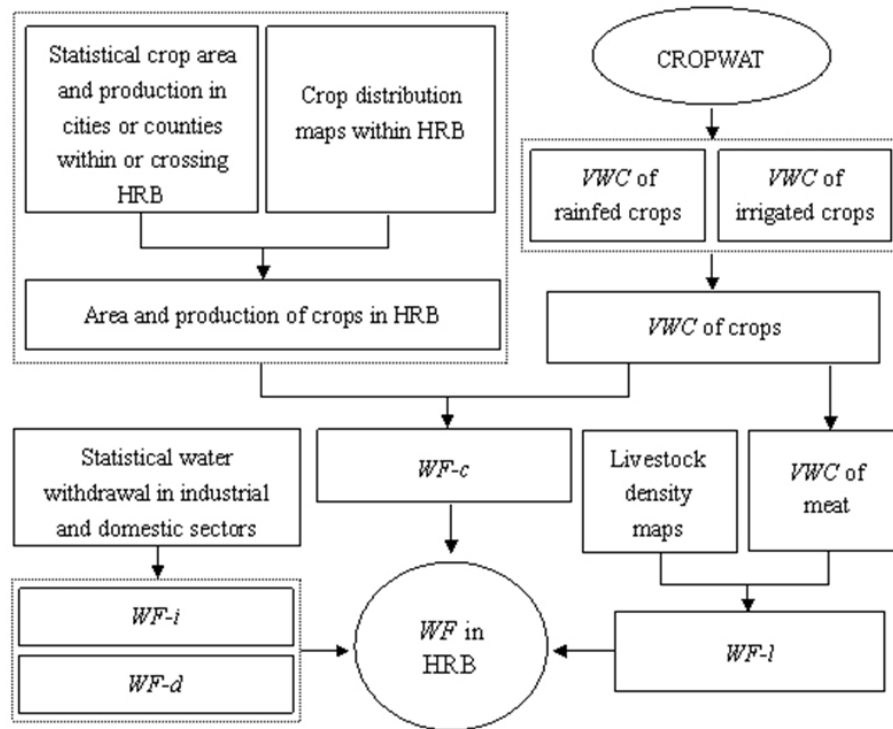 Statistical crop area
and production in
cities or counties
within or crossing
HRB
Crop distribution
maps within HRB
CROPWAT
VWC of
rainfed crops
VWC of
irrigated crops
Area and production of crops in HRB
VWC of crops
Statistical water
withdrawal in industrial
and domestic sectors
WF-c
Livestock
density
maps
VWC of
meat
WF-i
WF-d
WF in
HRB
WF-l